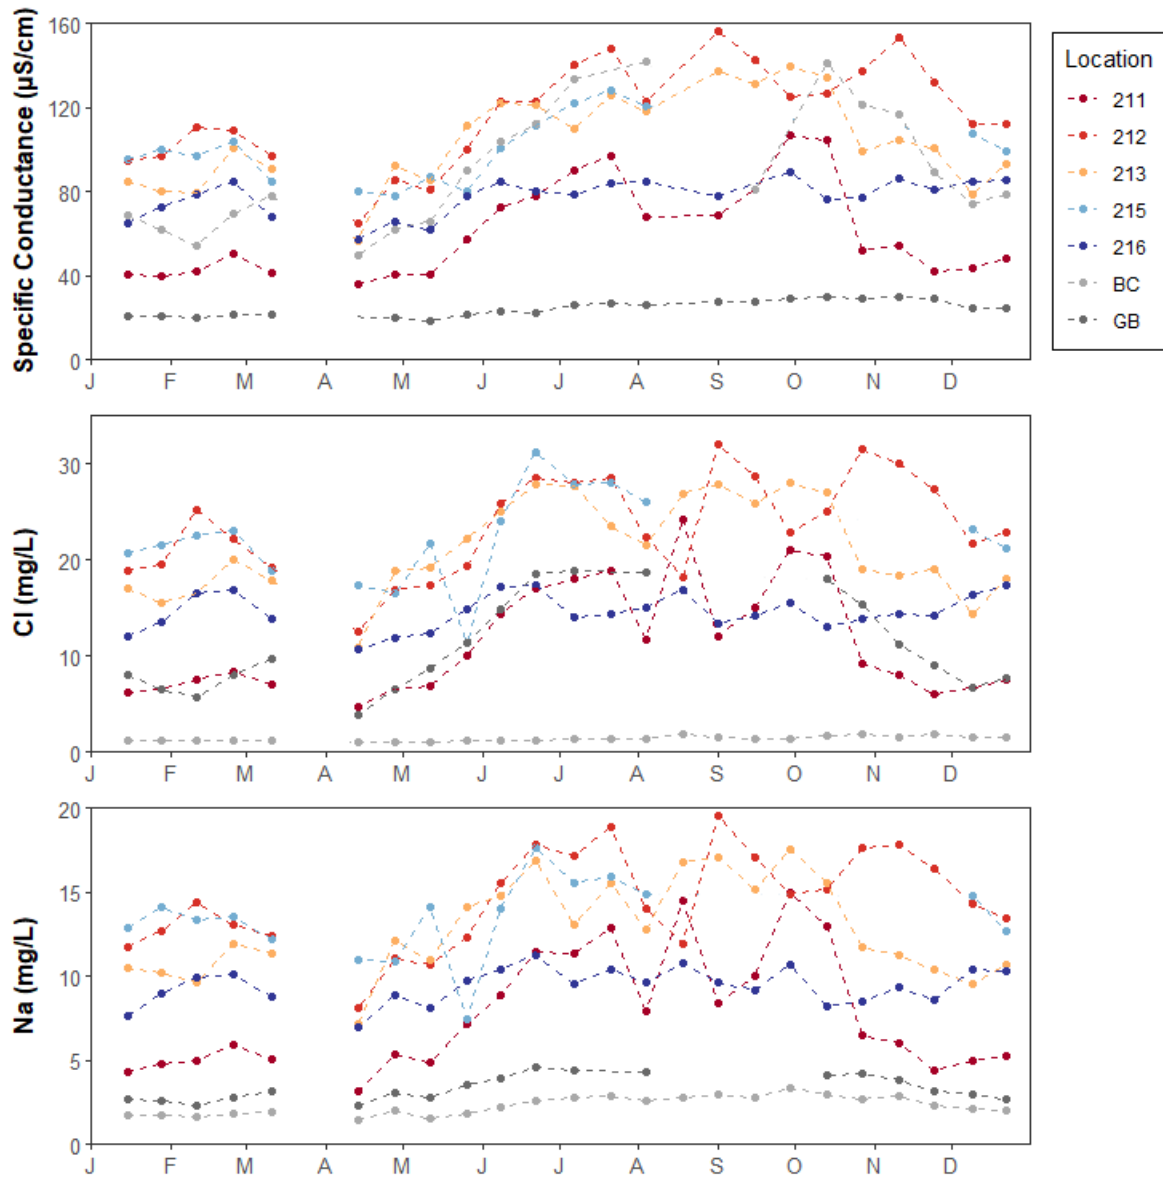 Specific Conductance (µS/cm)
160
120
80
40
0
J F M A M J J A S O N D
Location
211
212
213
215
216
BC
GB
Cl (mg/L)
30
20
10
0
J F M A M J J A S O N D
Na (mg/L)
20
15
10
5
0
J F M A M J J A S O N D